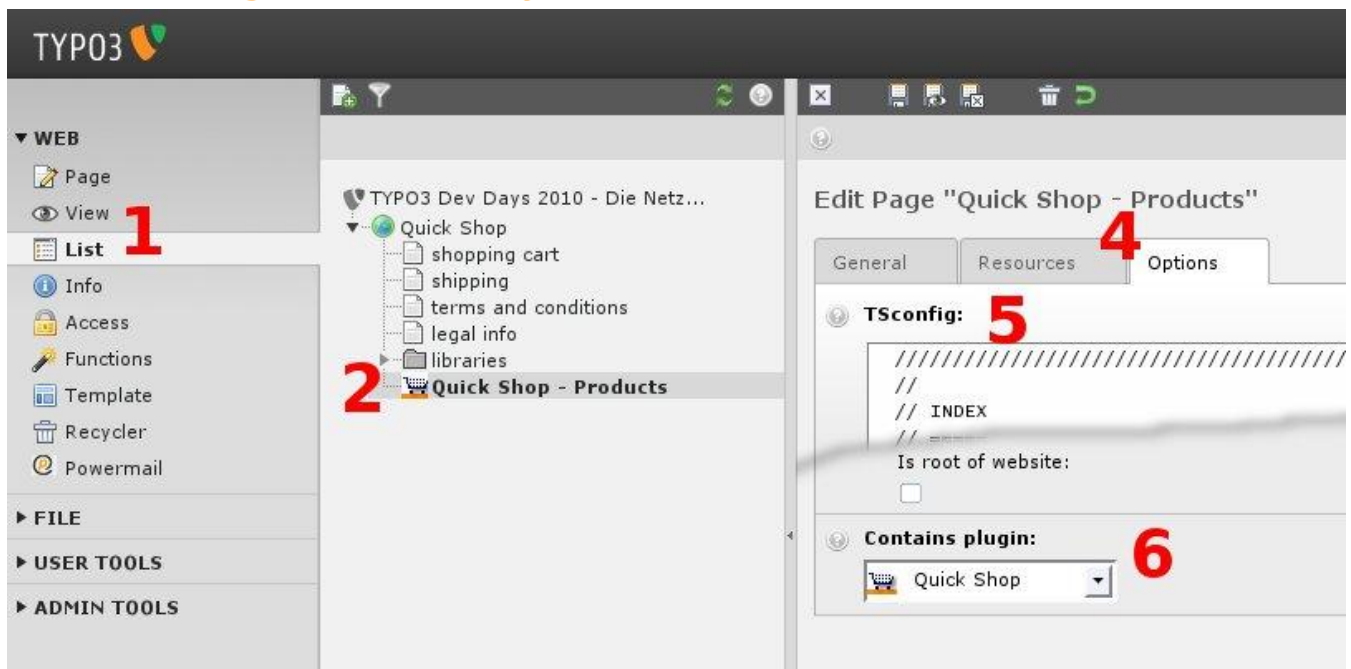 TYPO3
WEB
Page
View
1
List
Info
Access
Functions
Template
Recycler
Powermail
FILE
USER TOOLS
ADMIN TOOLS
TYPO3 Dev Days 2010 - Die Netz...
Quick Shop
shopping cart
shipping
terms and conditions
legal info
libraries
2
Quick Shop - Products
Edit Page "Quick Shop - Products"
4
General Resources Options
TSconfig:
5
//////////////////////////////////////
//
// INDEX
// =====
Is root of website:
Contains plugin:
6
Quick Shop